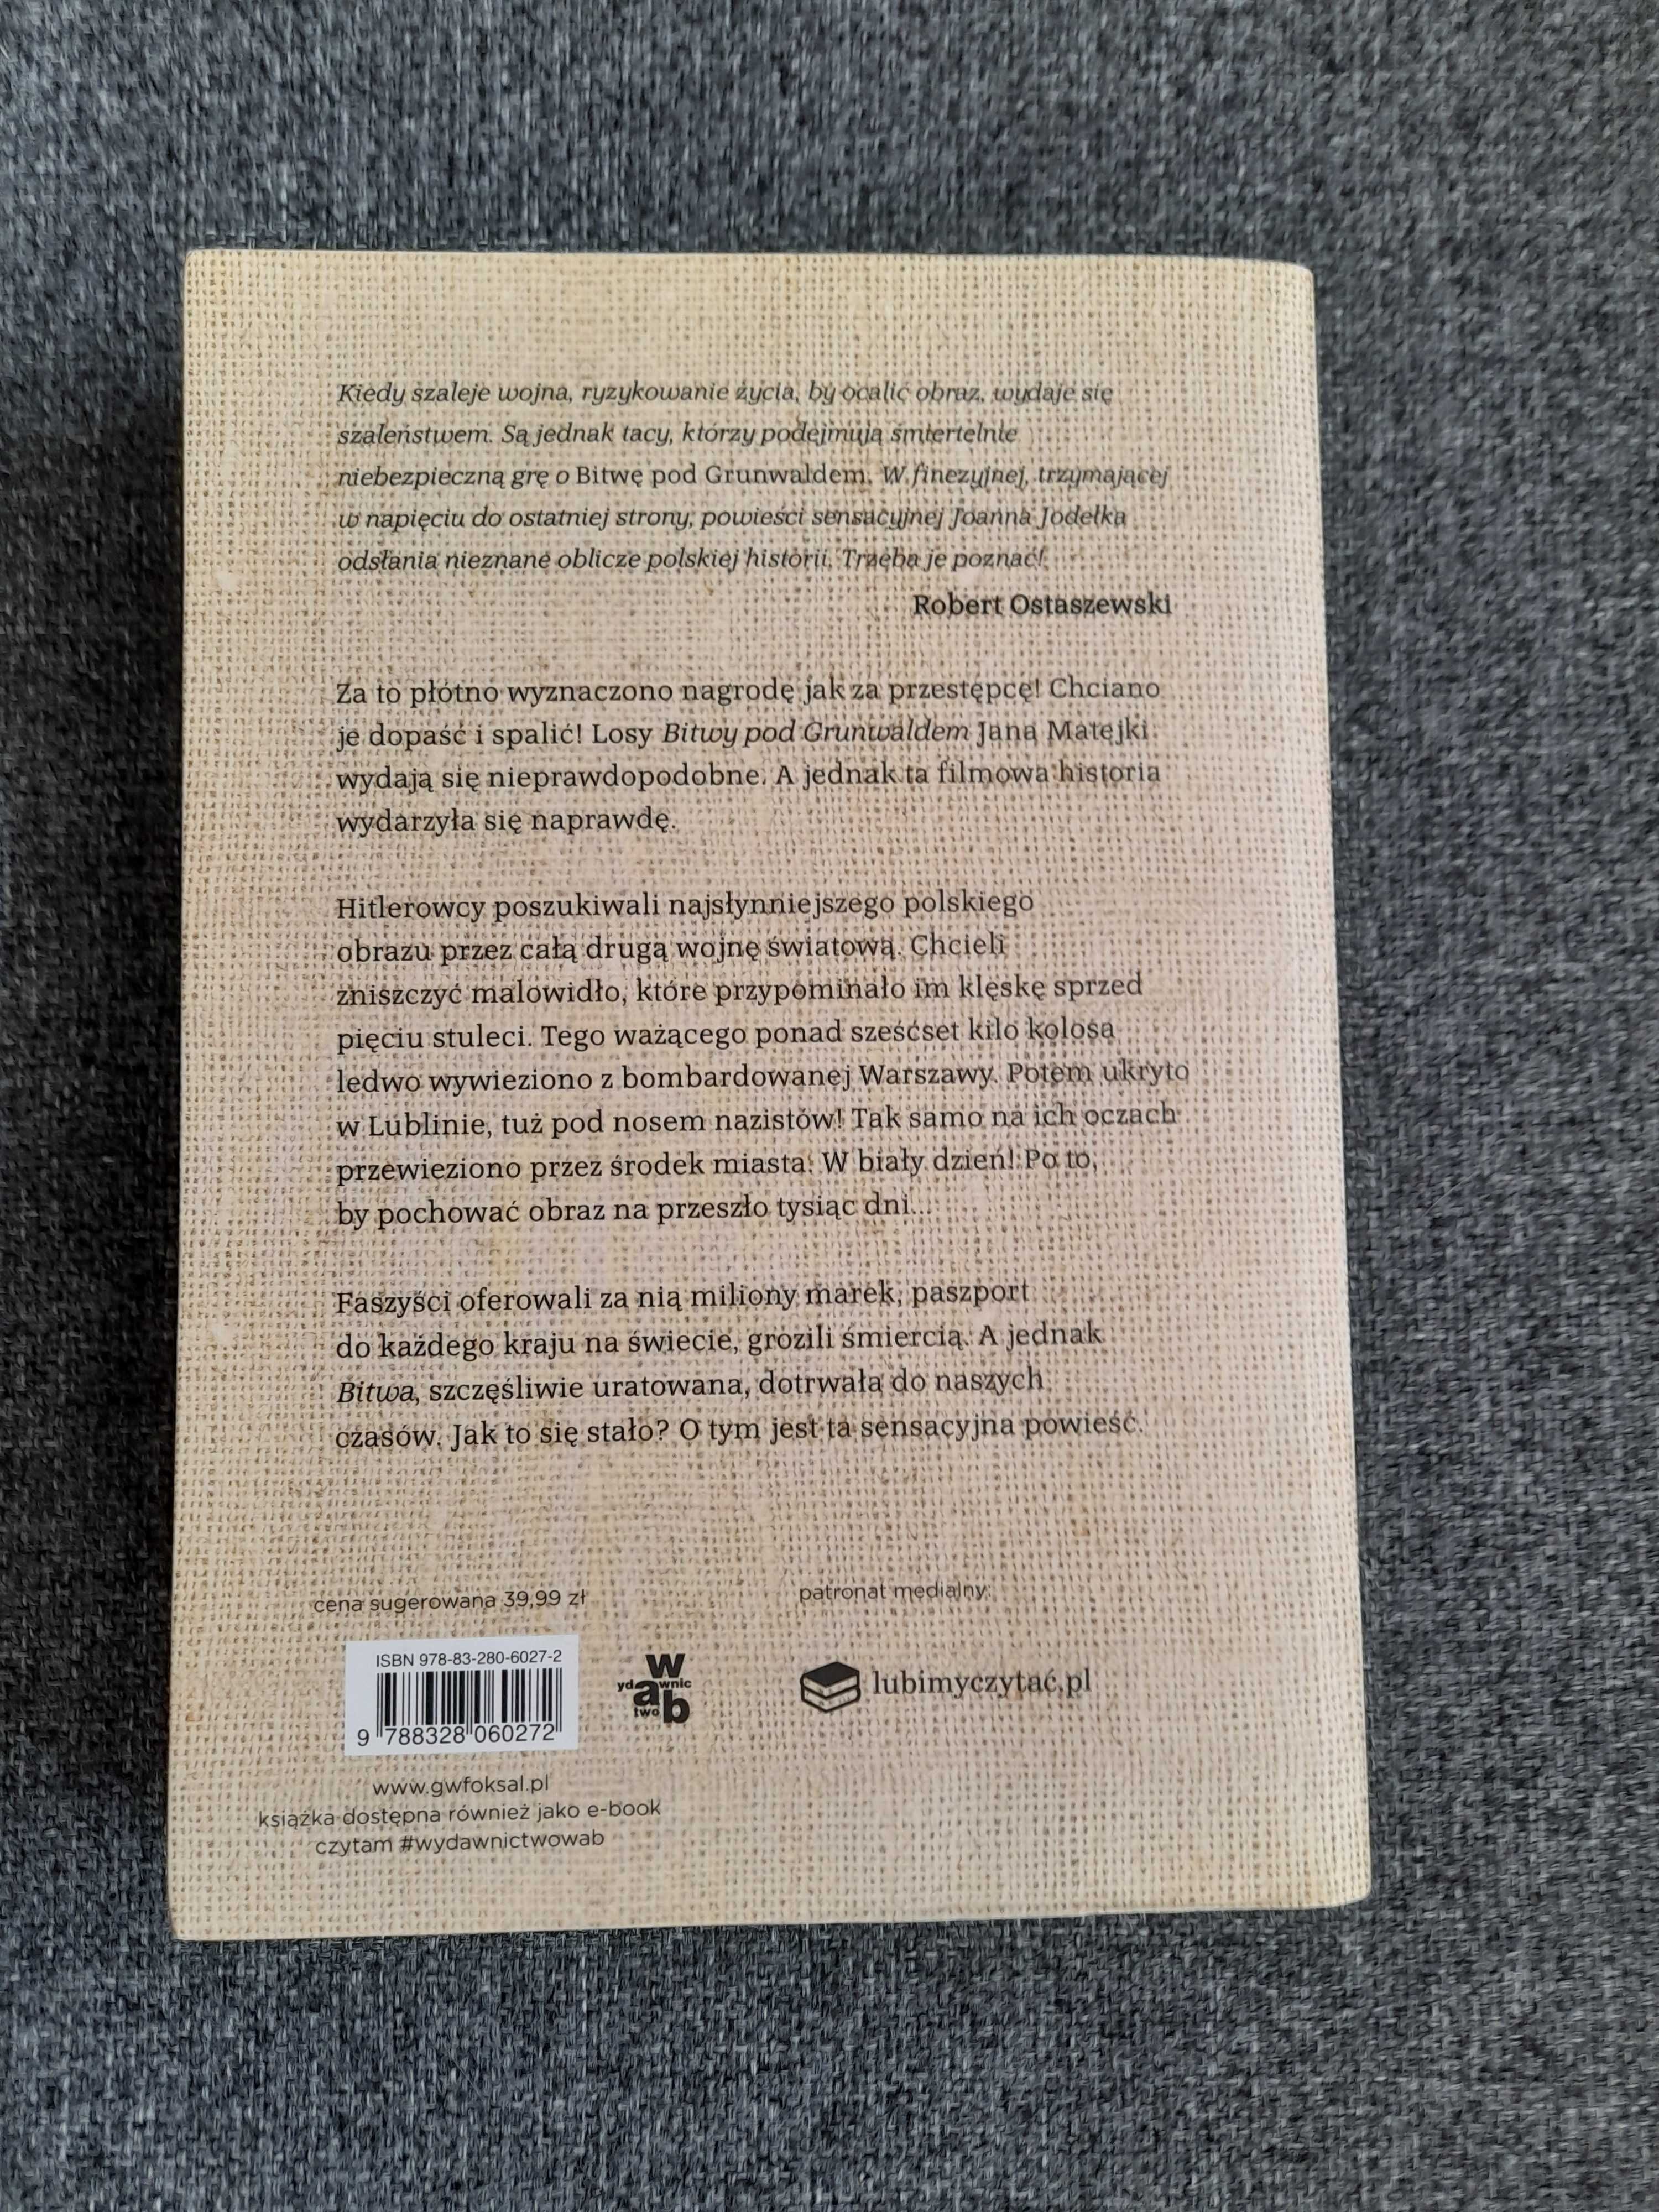 Kiedy szaleje wojna, ryzykowanie życia, by ocalić obraz, wydaje się
szaleństwem. Są jednak tacy, którzy podejmują śmiertelnie
niebezpieczną grę o Bitwę pod Grunwaldem. W finezyjnej, trzymającej
w napięciu do ostatniej strony, powieści sensacyjnej Joanna Jodełka
odsłania nieznane oblicze polskiej historii. Trzeba je poznać!
Robert Ostaszewski
Za to płótno wyznaczono nagrodę jak za przestępcę! Chciano
je dopaść i spalić! Losy Bitwy pod Grunwaldem Jana Matejki
wydają się nieprawdopodobne. A jednak ta filmowa historia
wydarzyła się naprawdę.
Hitlerowcy poszukiwali najsłynniejszego polskiego
obrazu przez całą drugą wojnę światową. Chcieli
zniszczyć malowidło, które przypominało im klęskę sprzed
pięciu stuleci. Tego ważącego ponad sześćset kilo kolosa
ledwo wywieziono z bombardowanej Warszawy. Potem ukryto
w Lublinie, tuż pod nosem nazistów! Tak samo na ich oczach
przewieziono przez środek miasta. W biały dzień! Po to,
by pochować obraz na przeszło tysiąc dni...
Faszyści oferowali za nią miliony marek, paszport
do każdego kraju na świecie, grozili śmiercią. A jednak
Bitwa, szczęśliwie uratowana, dotrwała do naszych
czasów. Jak to się stało? O tym jest ta sensacyjna powieść.
cena sugerowana 39,99 zł
patronat medialny:
ISBN 978-83-280-6027-2
9 788328 060272
w
ydawnic
two b
lubimyczytać.pl
www.gwfoksal.pl
książka dostępna również jako e-book
czytam #wydawnictwowab